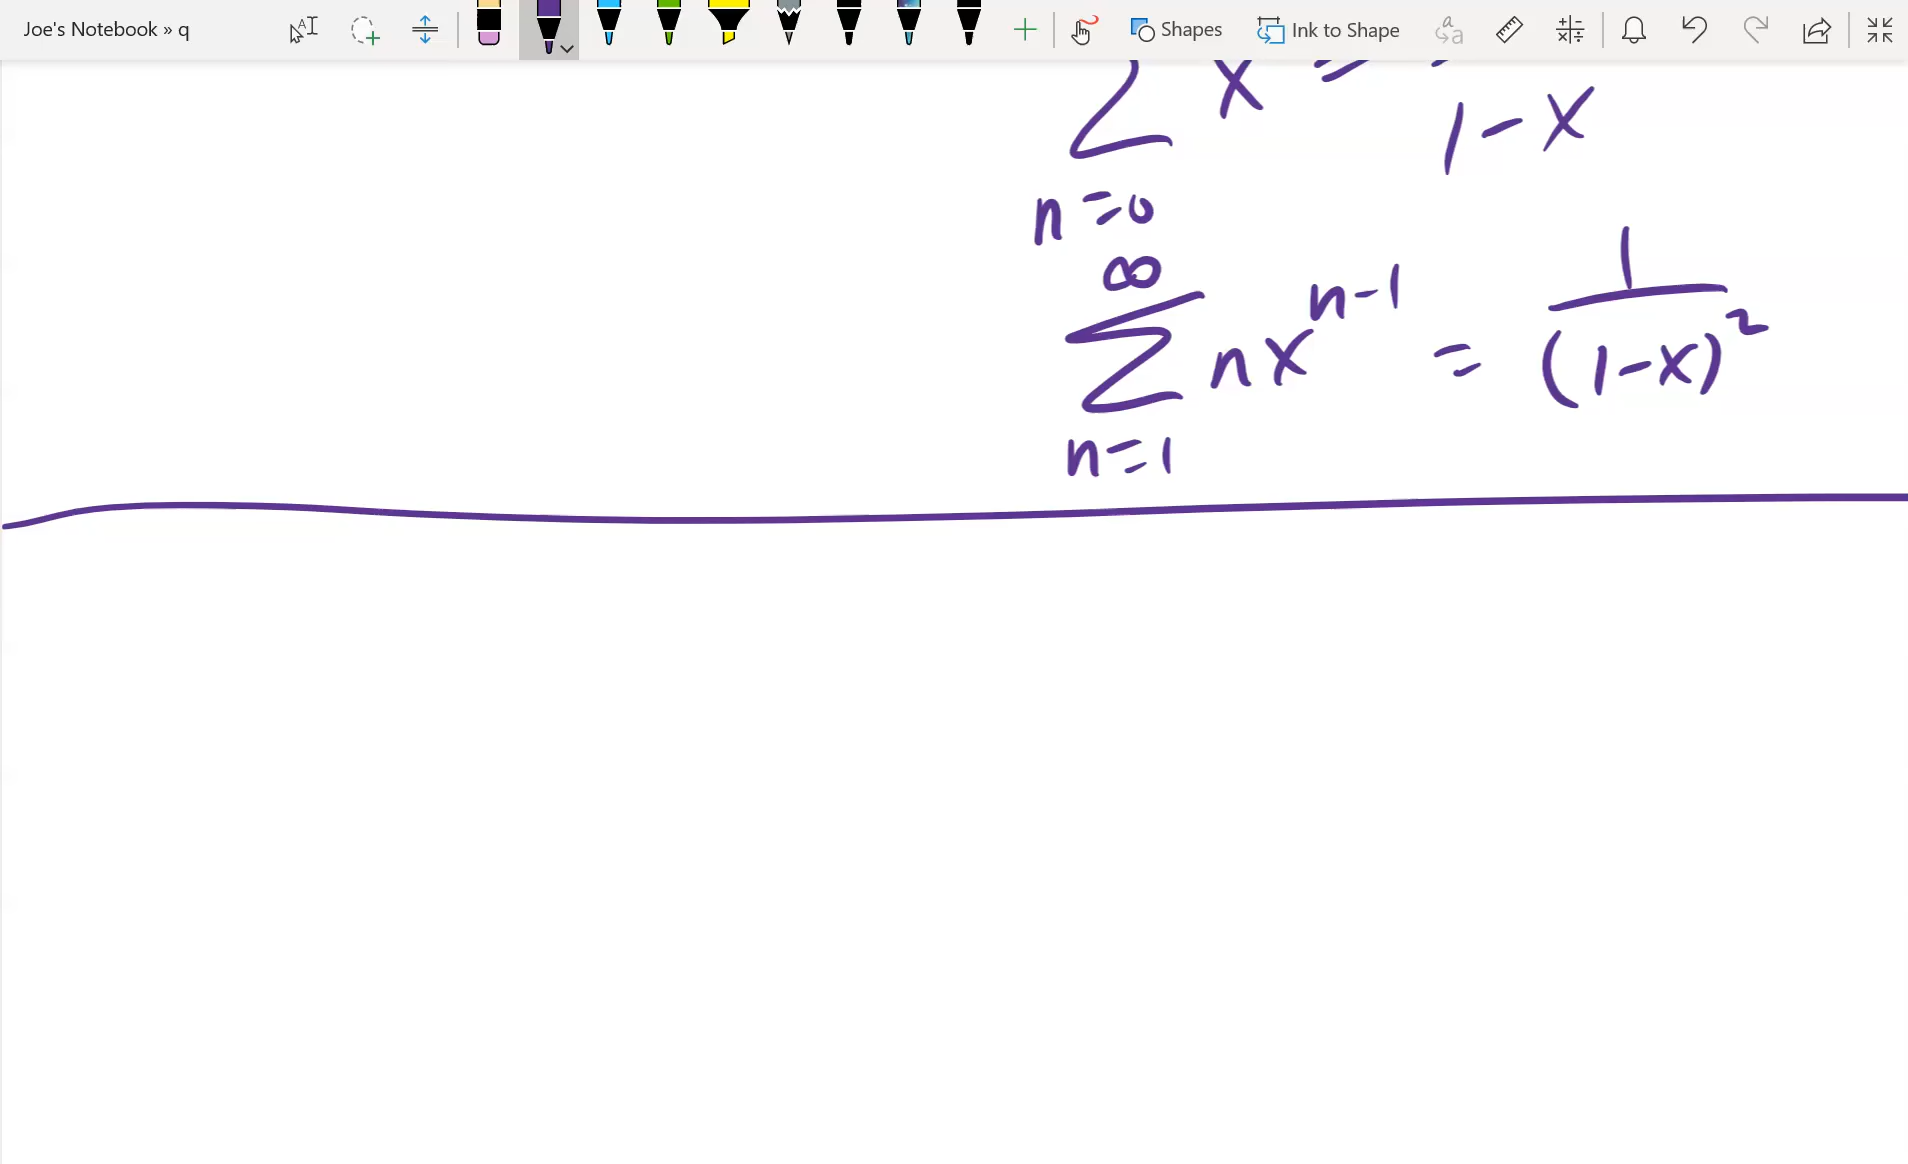 Joe's Notebook » q
Shapes
Ink to Shape
∑ x = 1-x
n=0
∞
∑ nx^{n-1} = 1/(1-x)^2
n=1